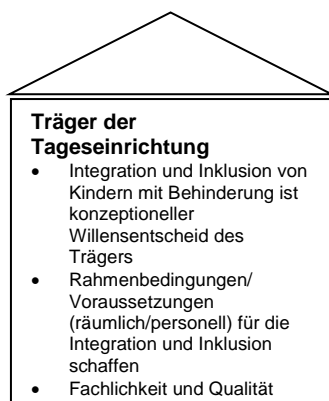 Träger der
Tageseinrichtung
• Integration und Inklusion von
Kindern mit Behinderung ist
konzeptioneller
Willensentscheid des
Trägers
• Rahmenbedingungen/
Voraussetzungen
(räumlich/personell) für die
Integration und Inklusion
schaffen
• Fachlichkeit und Qualität